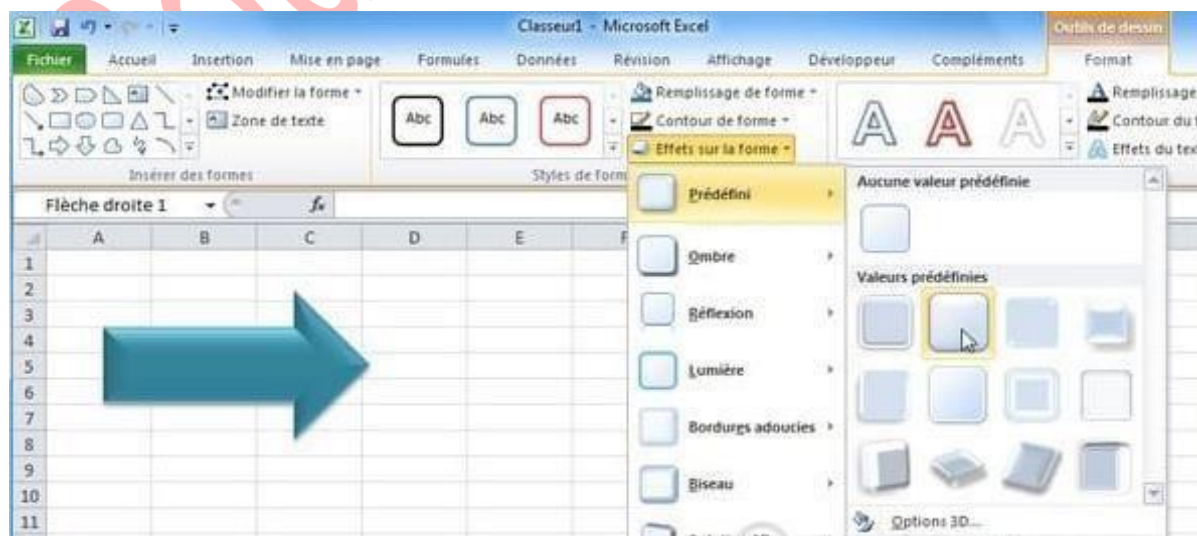 Classeur1 - Microsoft Excel
Outils de dessin
Fichier Accueil Insertion Mise en page Formules Données Révision Affichage Développeur Compléments Format
Modifier la forme
Zone de texte
Insérer des formes
Abc Abc Abc
Styles de form
Remplissage de forme
Contour de forme
Effets sur la forme
A A A
Remplissage
Contour du t
Effets du tex
Flèche droite 1 fx
A B C D E F
1
2
3
4
5
6
7
8
9
10
11
Prédéfini
Ombre
Réflexion
Lumière
Bordures adoucies
Biseau
Aucune valeur prédéfinie
Valeurs prédéfinies
Options 3D...